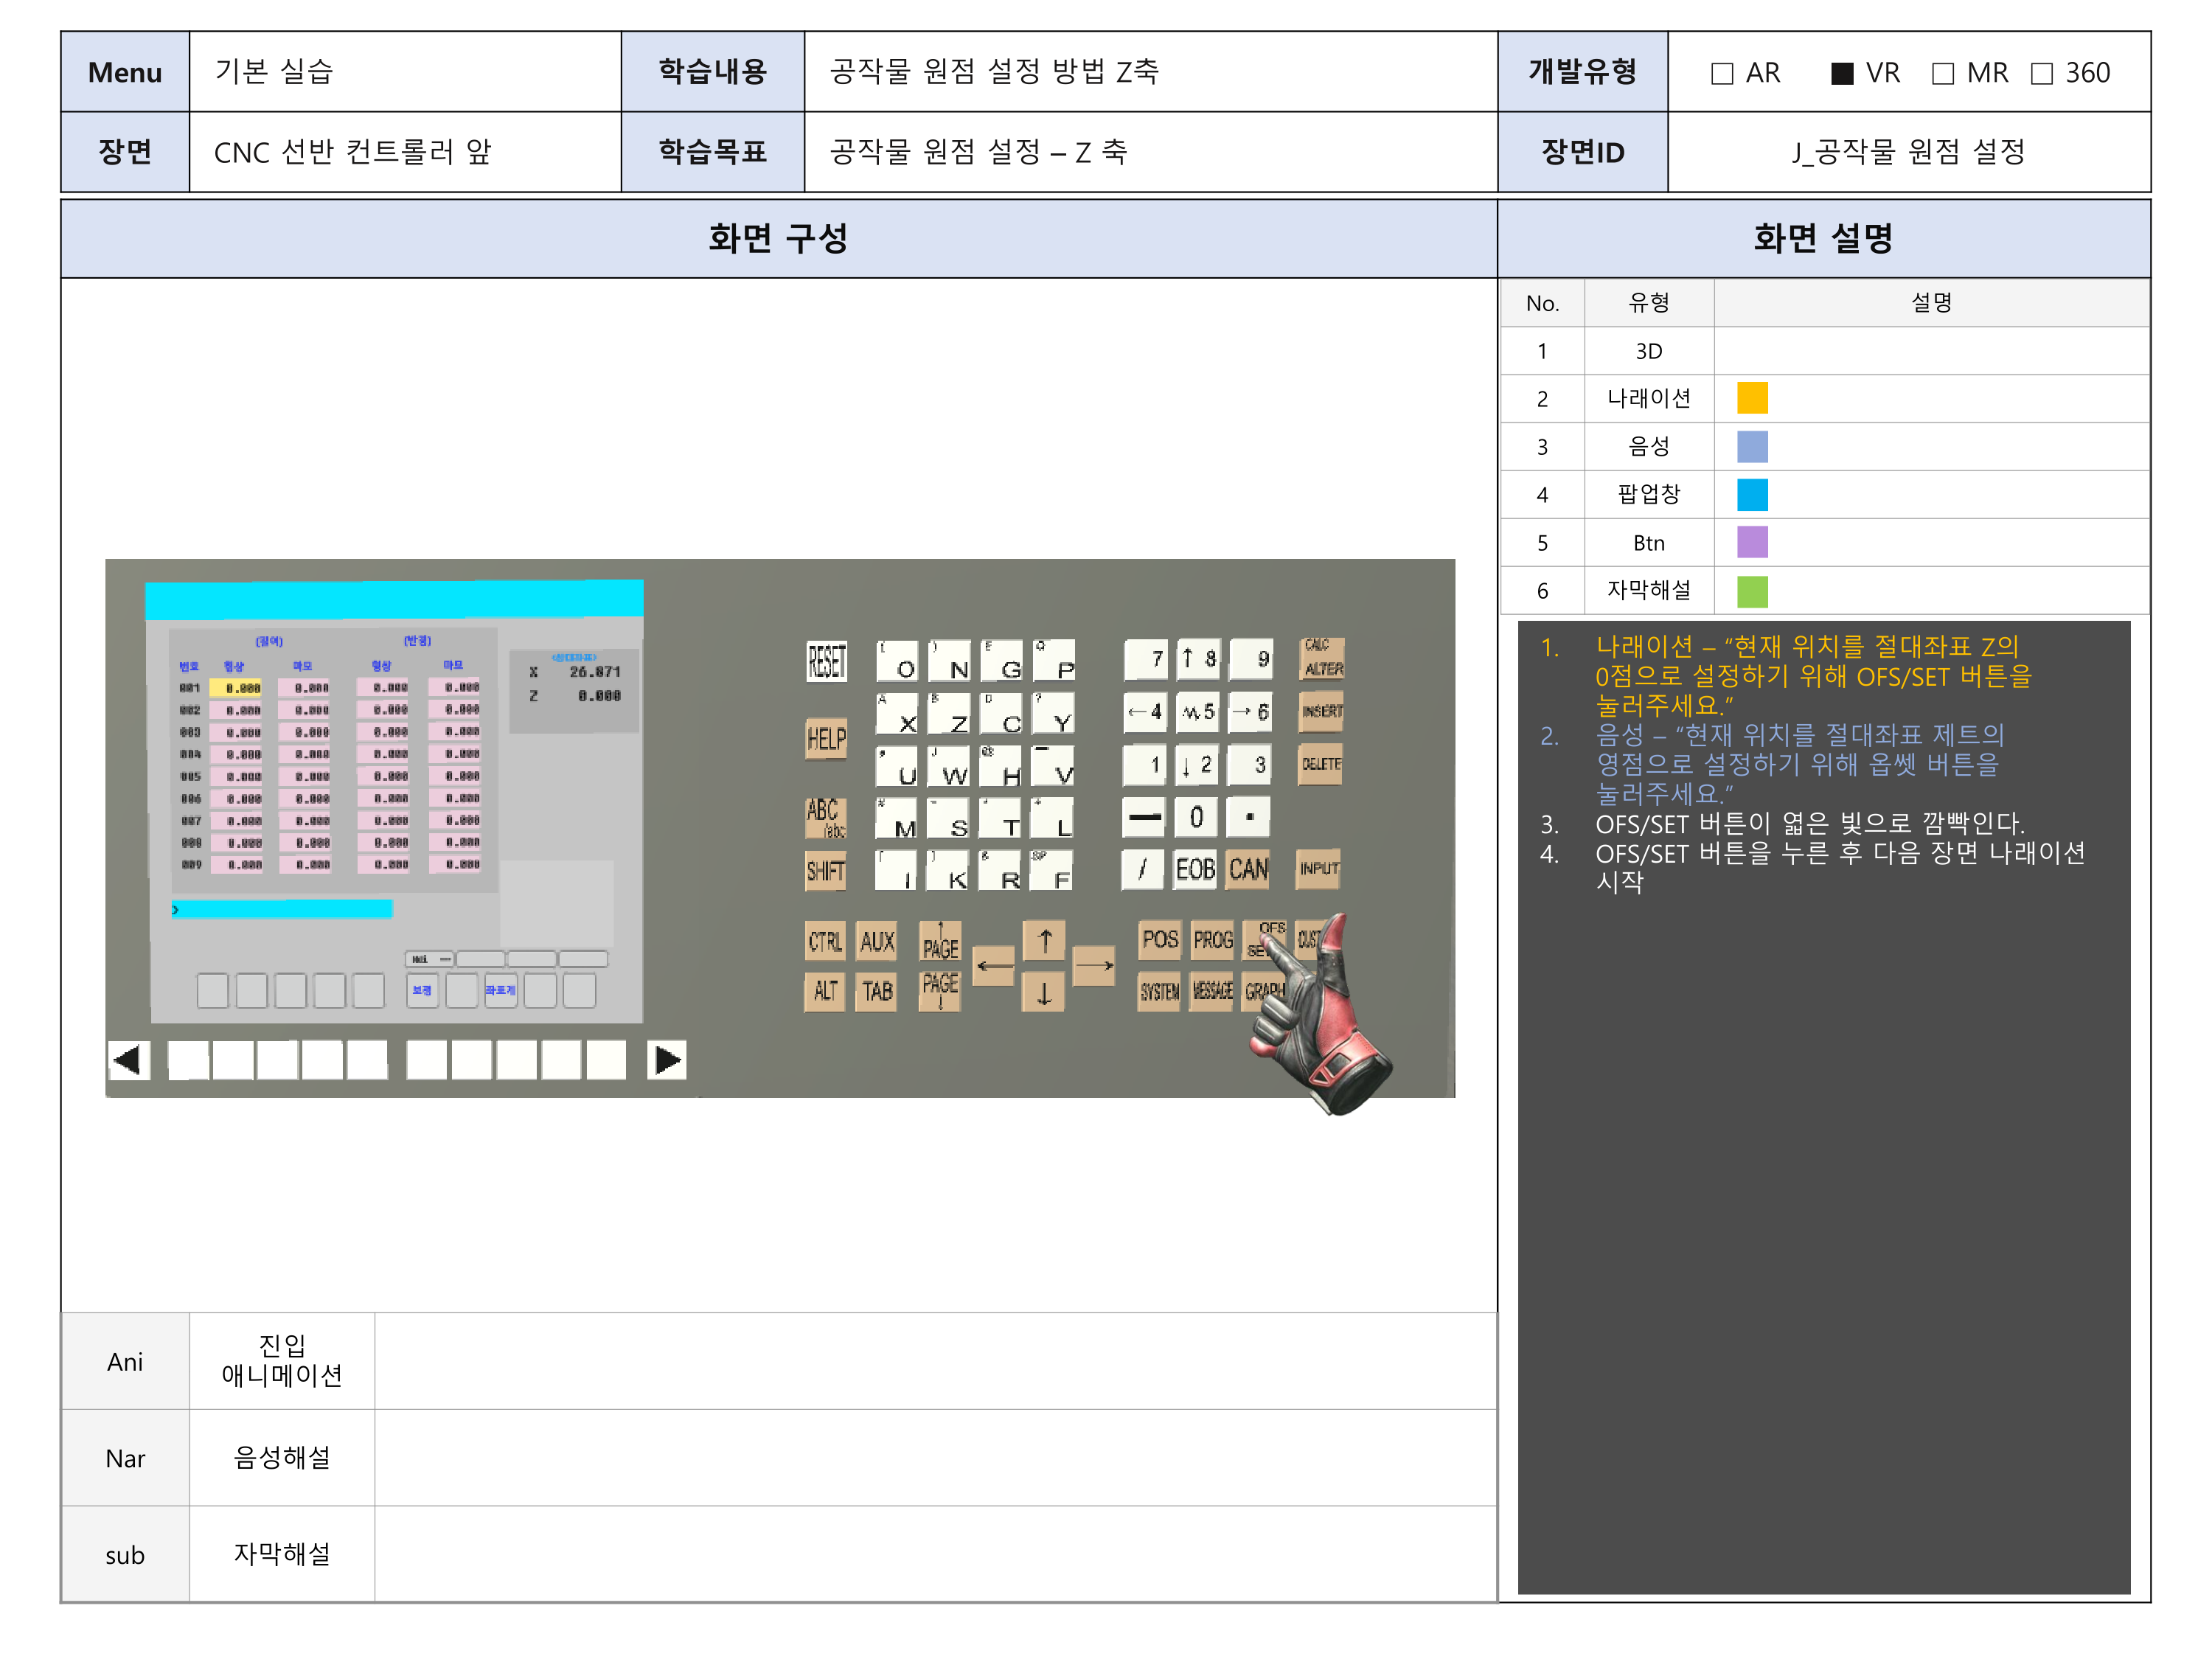 Menu 기본 실습 학습내용 공작물 원점 설정 방법 Z축 개발유형 □ AR ■ VR □ MR □ 360
장면 CNC 선반 컨트롤러 앞 학습목표 공작물 원점 설정 – Z 축 장면ID J_공작물 원점 설정
화면 구성 화면 설명
No. 유형 설명
1 3D
2 나래이션
3 음성
4 팝업창
5 Btn
6 자막해설
1. 나래이션 – “현재 위치를 절대좌표 Z의
0점으로 설정하기 위해 OFS/SET 버튼을
눌러주세요.”
2. 음성 – “현재 위치를 절대좌표 제트의
영점으로 설정하기 위해 옵쎗 버튼을
눌러주세요.”
3. OFS/SET 버튼이 엷은 빛으로 깜빡인다.
4. OFS/SET 버튼을 누른 후 다음 장면 나래이션
시작
(반경)
번호 형상 마모 형상 마모
001 0.000 0.000 0.000 0.000
002 0.000 0.000 0.000 0.000
003 0.000 0.000 0.000 0.000
004 0.000 0.000 0.000 0.000
005 0.000 0.000 0.000 0.000
006 0.000 0.000 0.000 0.000
007 0.000 0.000 0.000 0.000
008 0.000 0.000 0.000 0.000
009 0.000 0.000 0.000 0.000
X 26.871
Z 0.000
보정 좌표계
RESET O N G P 7 ↑ 8 9 CALC ALTER
X Z C Y ← 4 5 → 6 INSERT
HELP U W H V 1 ↓ 2 3 DELETE
ABC /abc M S T L — 0 .
SHIFT I K R SP F / EOB CAN INPUT
CTRL AUX ↑ PAGE ← ↑ → POS PROG OFS
ALT TAB PAGE ↓ ↓ SYSTEM MESSAGE
Ani 진입
애니메이션
Nar 음성해설
sub 자막해설